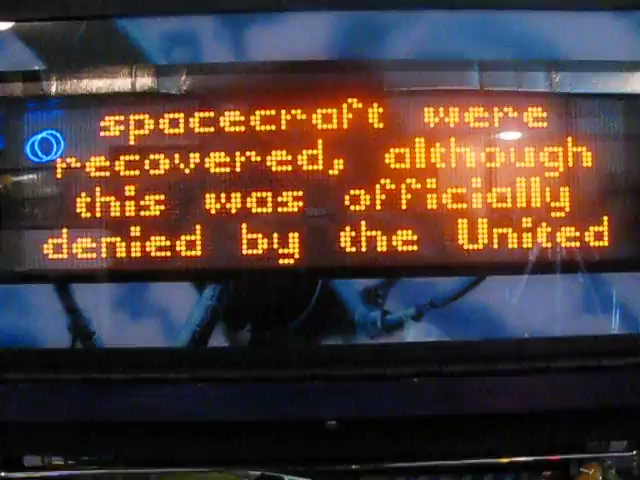 spacecraft were
recovered, although
this was officially
denied by the United